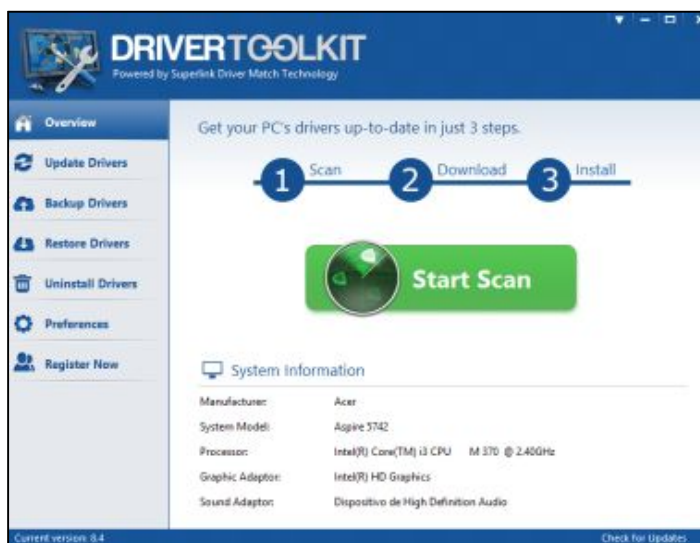 DRIVERTOOLKIT
Powered by Superlink Driver Match Technology
Overview
Update Drivers
Backup Drivers
Restore Drivers
Uninstall Drivers
Preferences
Register Now
Get your PC's drivers up-to-date in just 3 steps.
1 Scan 2 Download 3 Install
Start Scan
System Information
Manufacturer: Acer
System Model: Aspire 5742
Processor: Intel(R) Core(TM) i3 CPU M 370 @ 2.40GHz
Graphic Adaptor: Intel(R) HD Graphics
Sound Adaptor: Dispositivo de High Definition Audio
Current version: 8.4 Check for Updates